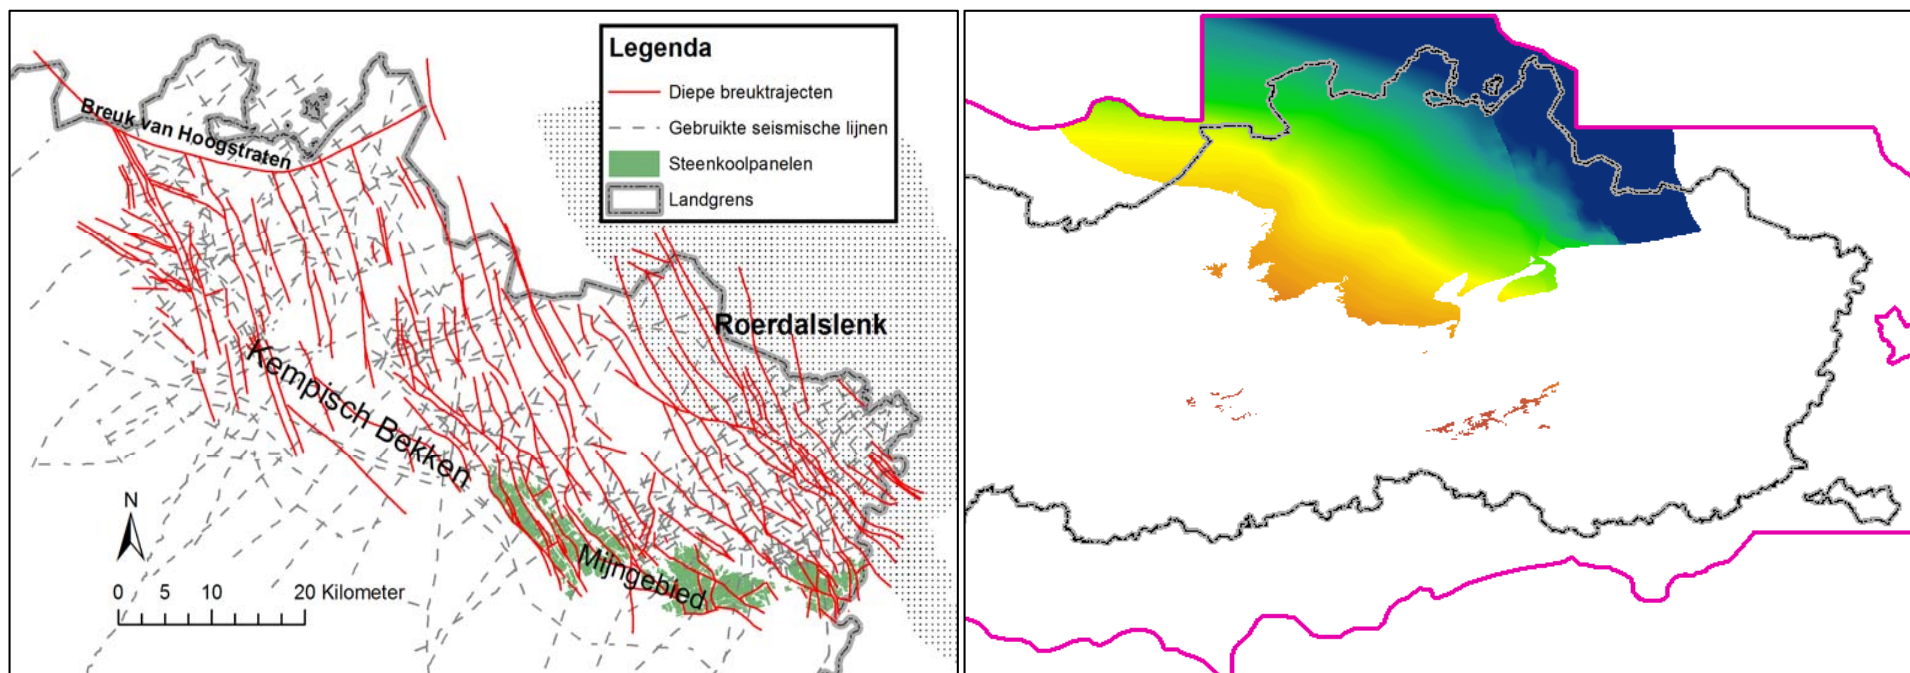 Legenda
Diepe breuktrajecten
Gebruikte seismische lijnen
Steenkoolpanelen
Landgrens
Breuk van Hoogstraten
Roerdalslenk
Kempisch Bekken
Mijngebied
N
0 5 10 20 Kilometer